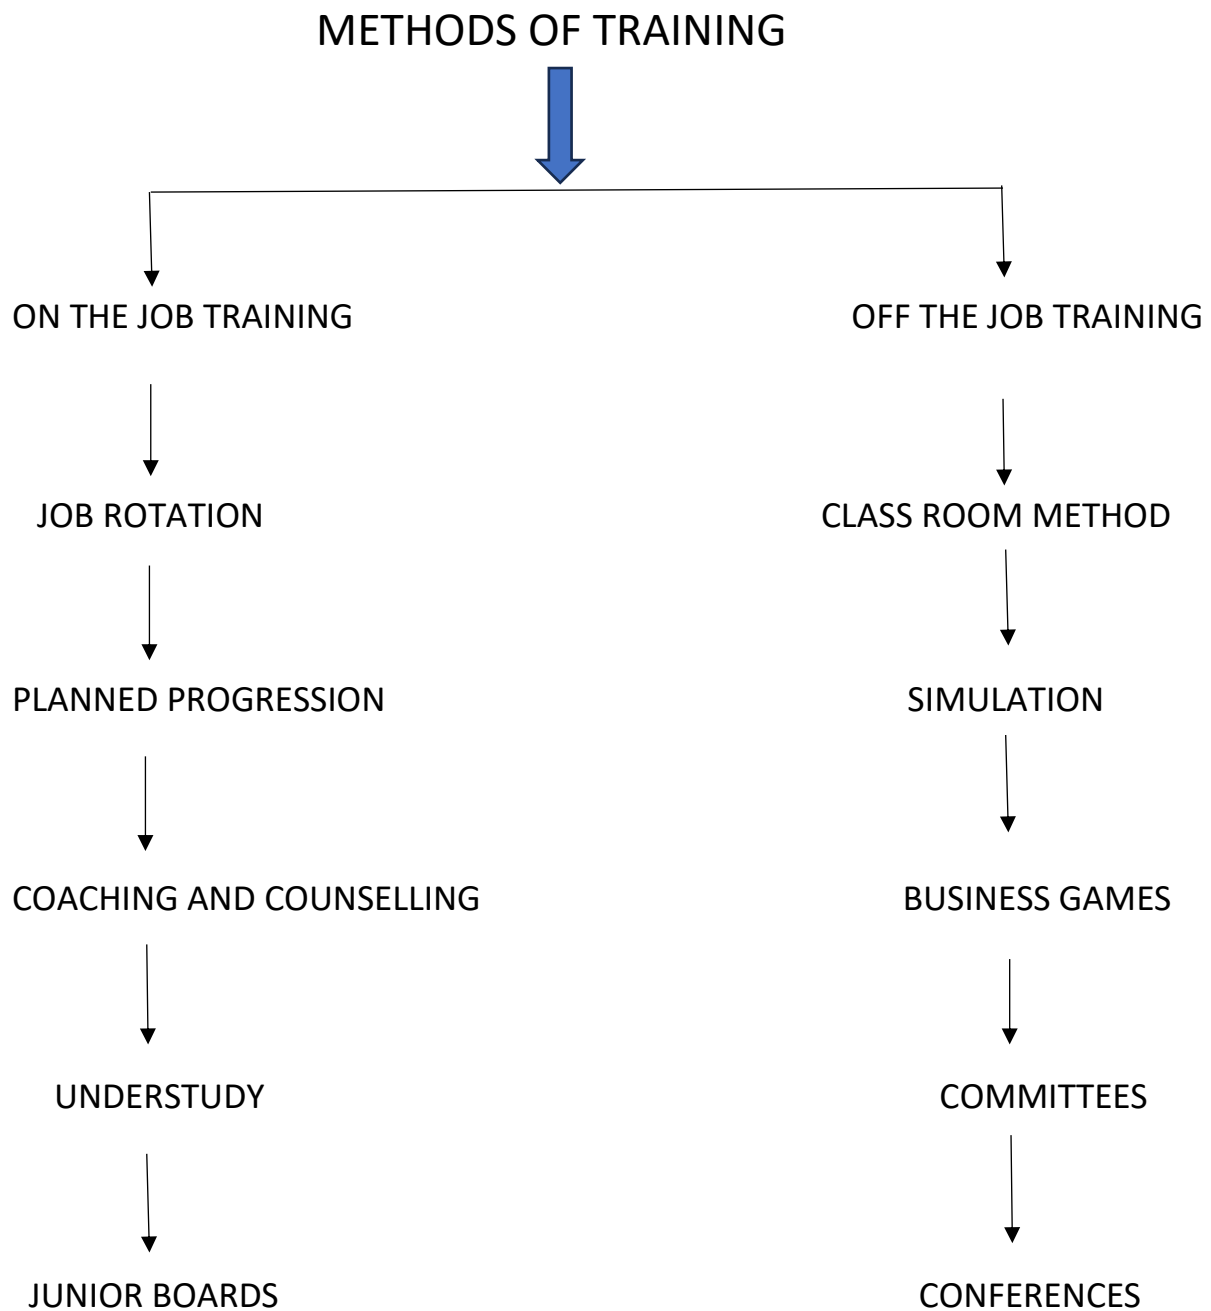 METHODS OF TRAINING
ON THE JOB TRAINING
OFF THE JOB TRAINING
JOB ROTATION
CLASS ROOM METHOD
PLANNED PROGRESSION
SIMULATION
COACHING AND COUNSELLING
BUSINESS GAMES
UNDERSTUDY
COMMITTEES
JUNIOR BOARDS
CONFERENCES